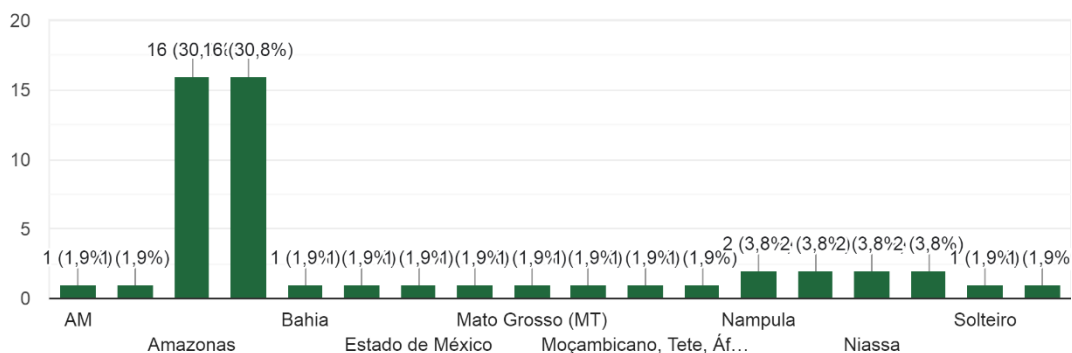 20
16 (30,8%)
16 (30,8%)
15
10
5
1 (1,9%)
1 (1,9%)
1 (1,9%)
1 (1,9%)
1 (1,9%)
1 (1,9%)
1 (1,9%)
1 (1,9%)
1 (1,9%)
1 (1,9%)
2 (3,8%)
2 (3,8%)
2 (3,8%)
2 (3,8%)
1 (1,9%)
1 (1,9%)
0
AM
Bahia
Mato Grosso (MT)
Nampula
Solteiro
Amazonas
Estado de México
Moçambicano, Tete, Áf…
Niassa